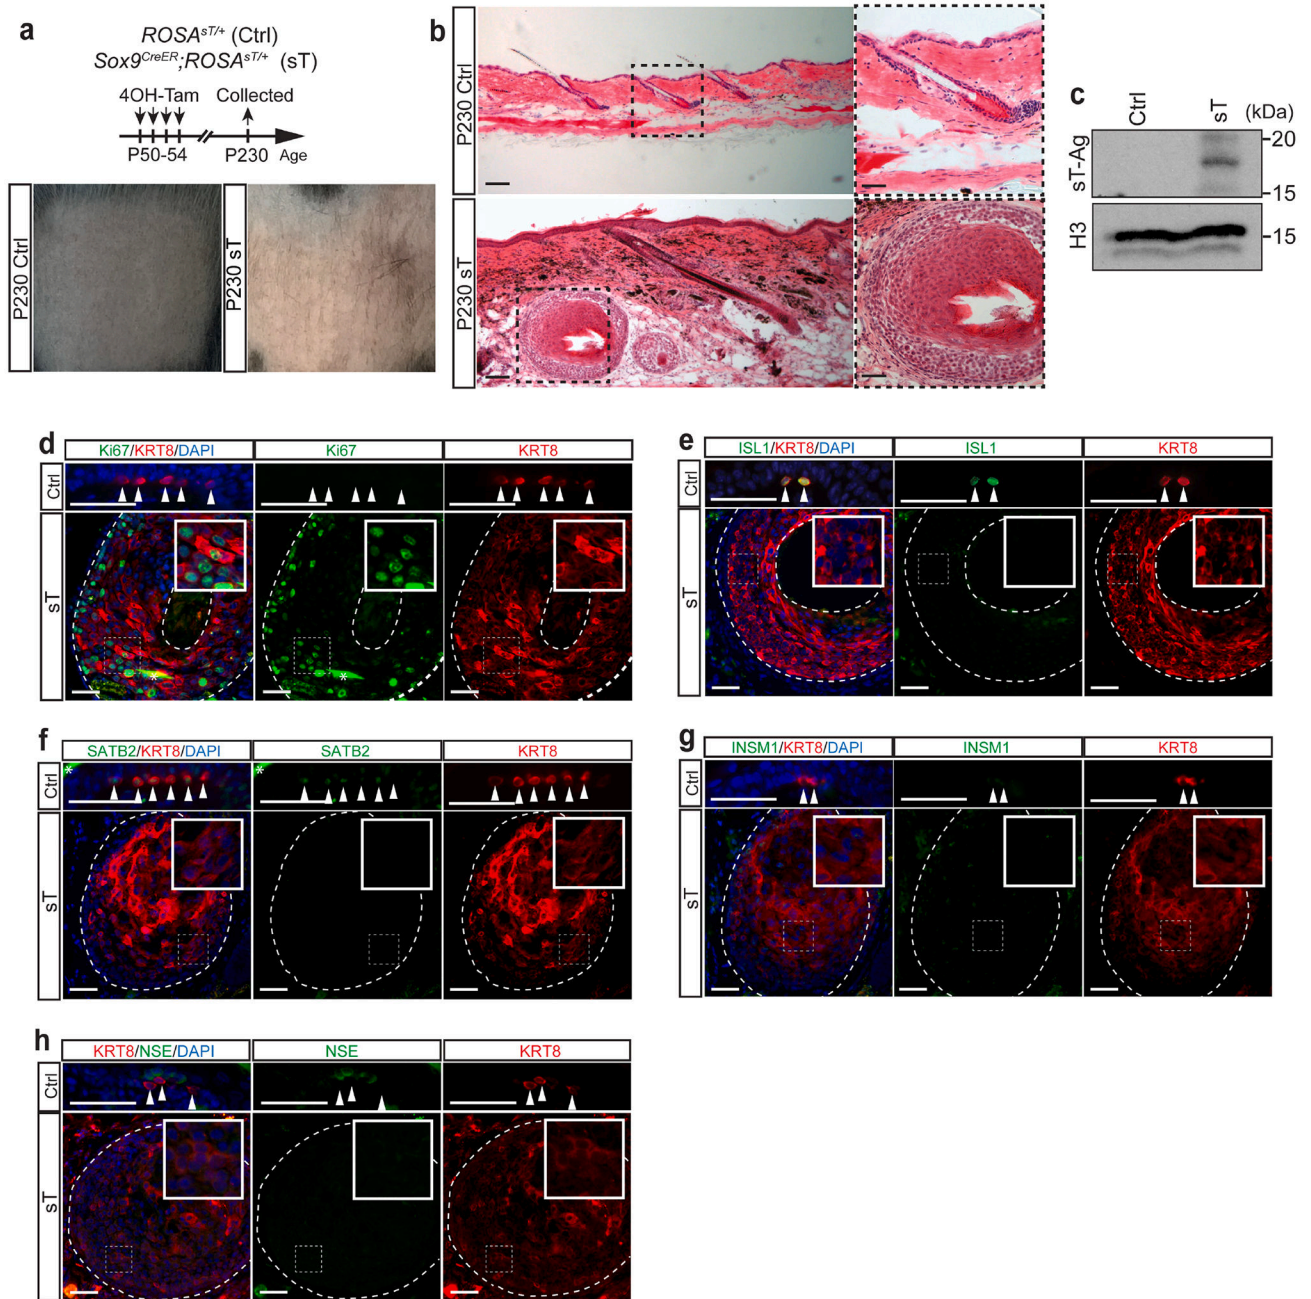 a
ROSA^sT/+ (Ctrl)
Sox9^CreER;ROSA^sT/+ (sT)
4OH-Tam Collected
P50-54 P230 Age
P230 Ctrl
P230 sT
b
P230 Ctrl
P230 sT
c
Ctrl sT (kDa)
sT-Ag
20
15
H3
15
d
Ki67/KRT8/DAPI Ki67 KRT8
Ctrl
sT
* *
e
ISL1/KRT8/DAPI ISL1 KRT8
Ctrl
sT
f
SATB2/KRT8/DAPI SATB2 KRT8
* *
Ctrl
sT
g
INSM1/KRT8/DAPI INSM1 KRT8
Ctrl
sT
h
KRT8/NSE/DAPI NSE KRT8
Ctrl
sT